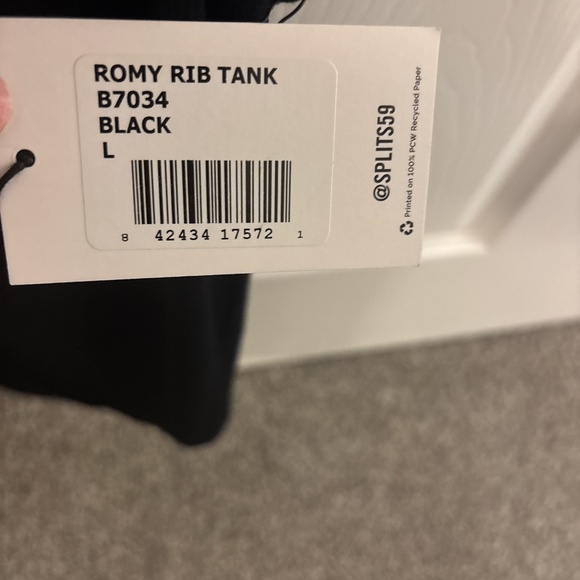 ROMY RIB TANK
B7034
BLACK
L
8 42434 17572 1
@SPLITS59
Printed on 100% PCW Recycled Paper